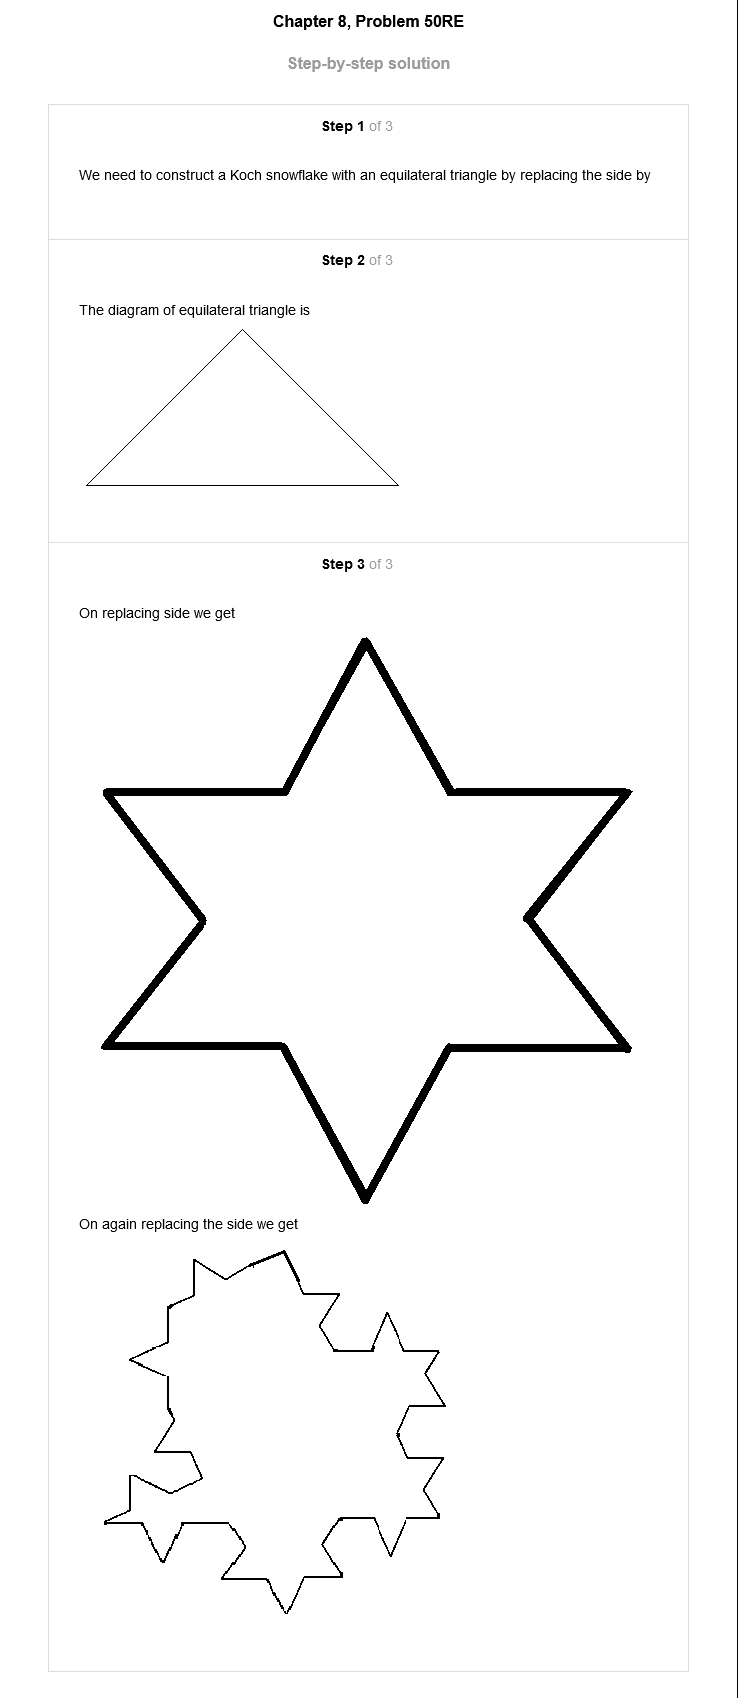 Chapter 8, Problem 50RE
Step-by-step solution
Step 1 of 3
We need to construct a Koch snowflake with an equilateral triangle by replacing the side by
Step 2 of 3
The diagram of equilateral triangle is
Step 3 of 3
On replacing side we get
On again replacing the side we get